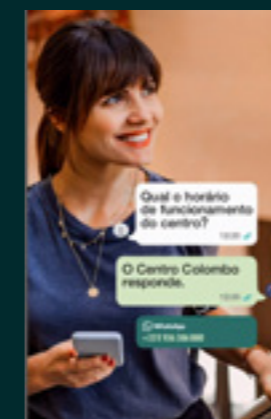 Qual o horário
de funcionamento
do centro?
O Centro Colombo
responde.
WhatsApp